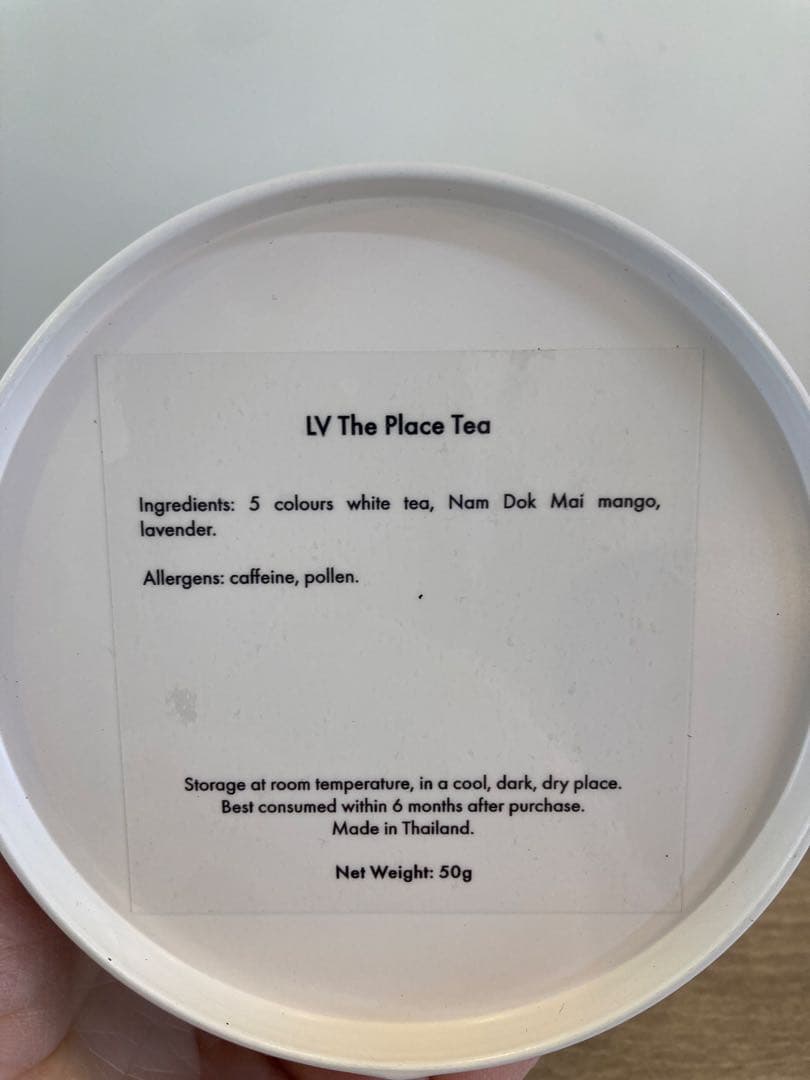 LV The Place Tea
Ingredients: 5 colours white tea, Nam Dok Mai mango,
lavender.
Allergens: caffeine, pollen.
Storage at room temperature, in a cool, dark, dry place.
Best consumed within 6 months after purchase.
Made in Thailand.
Net Weight: 50g